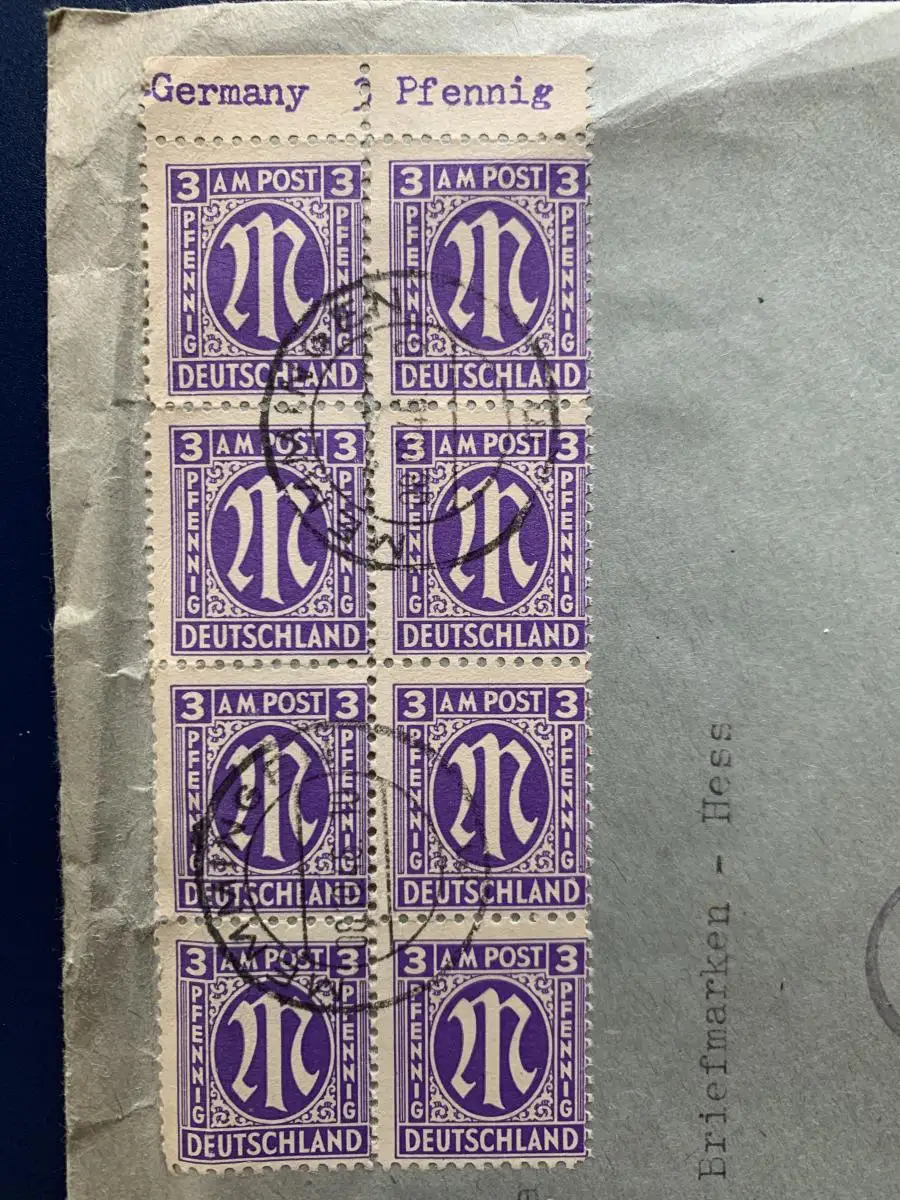 Germany 3 Pfennig
3 AM POST 3
PFENNIG PFENNIG
DEUTSCHLAND
3 AM POST 3
PFENNIG PFENNIG
DEUTSCHLAND
3 AM POST 3
PFENNIG PFENNIG
DEUTSCHLAND
3 AM POST 3
PFENNIG PFENNIG
DEUTSCHLAND
3 AM POST 3
PFENNIG PFENNIG
DEUTSCHLAND
3 AM POST 3
PFENNIG PFENNIG
DEUTSCHLAND
3 AM POST 3
PFENNIG PFENNIG
DEUTSCHLAND
3 AM POST 3
PFENNIG PFENNIG
DEUTSCHLAND
MEMMINGEN
MEMMINGEN
Briefmarken - Hess